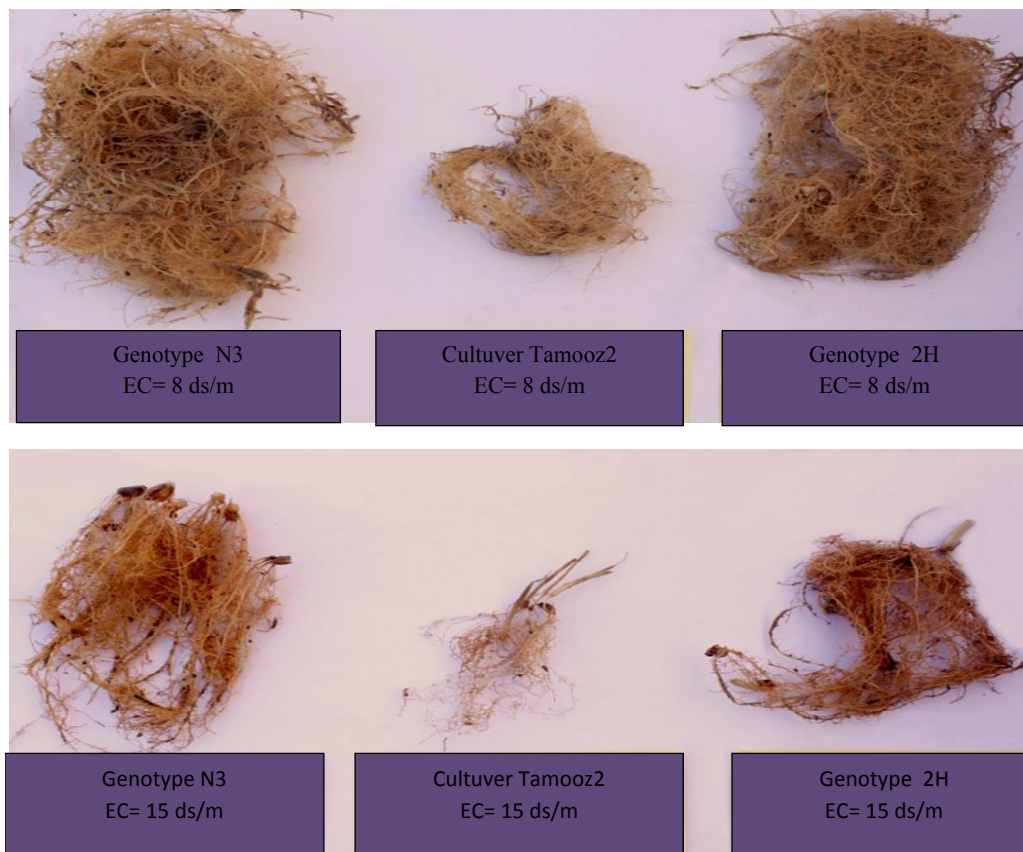 Genotype N3
EC= 8 ds/m
Cultuver Tamooz2
EC= 8 ds/m
Genotype 2H
EC= 8 ds/m
Genotype N3
EC= 15 ds/m
Cultuver Tamooz2
EC= 15 ds/m
Genotype 2H
EC= 15 ds/m